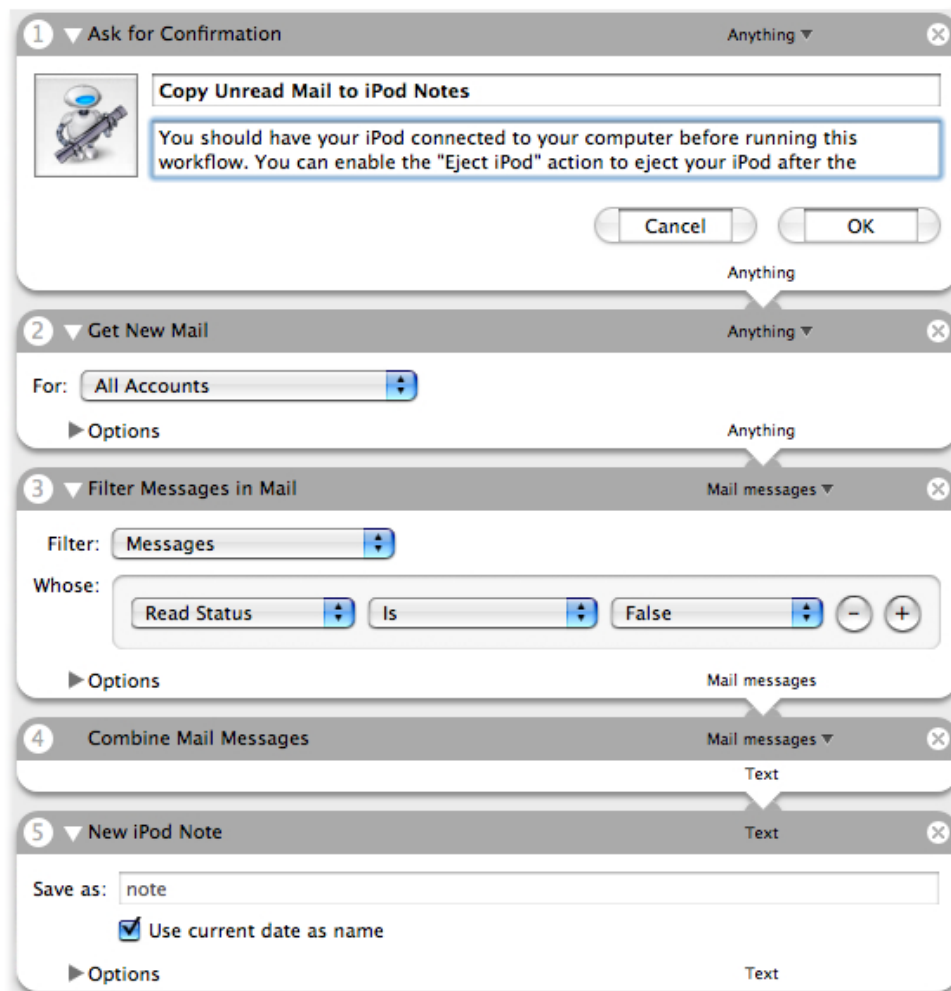 1 Ask for Confirmation Anything
Copy Unread Mail to iPod Notes
You should have your iPod connected to your computer before running this
workflow. You can enable the "Eject iPod" action to eject your iPod after the
Cancel OK
Anything
2 Get New Mail Anything
For: All Accounts
Options Anything
3 Filter Messages in Mail Mail messages
Filter: Messages
Whose:
Read Status Is False
Options Mail messages
4 Combine Mail Messages Mail messages
Text
5 New iPod Note Text
Save as: note
Use current date as name
Options Text